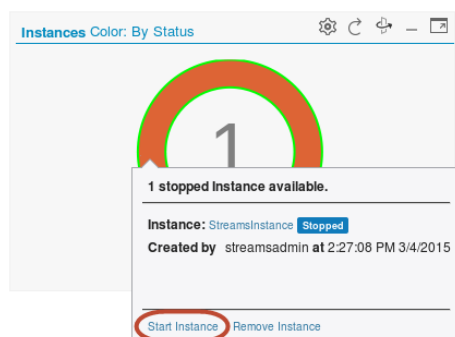 Instances Color: By Status
1
1 stopped Instance available.
Instance: StreamsInstance Stopped
Created by streamsadmin at 2:27:08 PM 3/4/2015
Start Instance Remove Instance